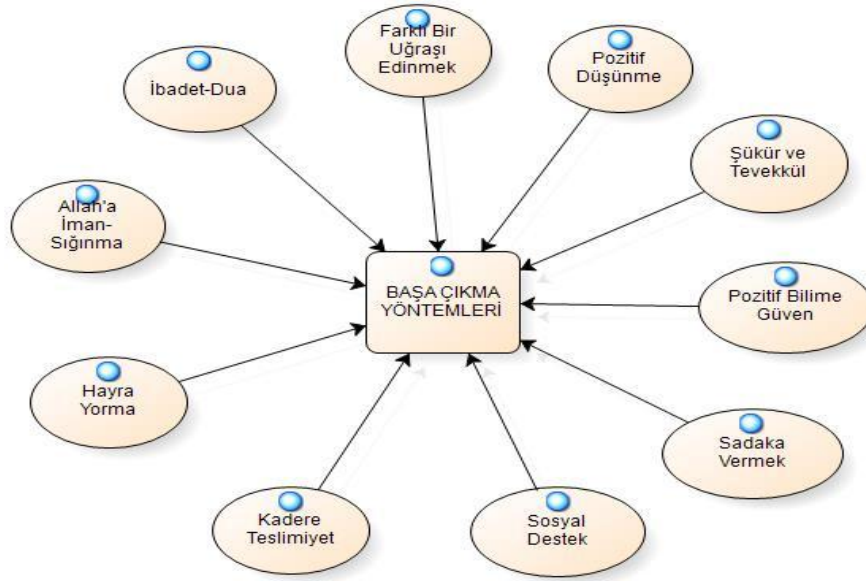 Farklı Bir
Uğraşı
Edinmek
Pozitif
Düşünme
İbadet-Dua
Şükür ve
Tevekkül
Allah'a
İman-
Sığınma
BAŞA ÇIKMA
YÖNTEMLERİ
Pozitif Bilime
Güven
Hayra
Yorma
Sadaka
Vermek
Kadere
Teslimiyet
Sosyal
Destek